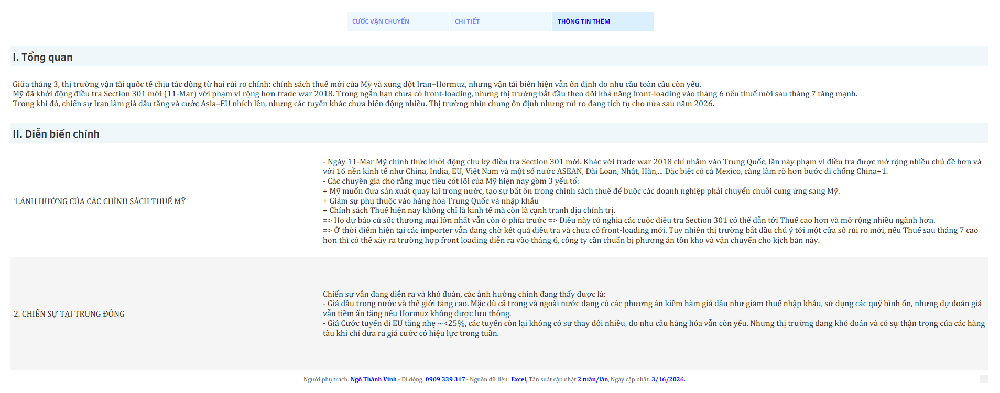 CƯỚC VẬN CHUYỂN
CHI TIẾT
THÔNG TIN THÊM
I. Tổng quan
Giữa tháng 3, thị trường vận tải quốc tế chịu tác động từ hai rủi ro chính: chính sách thuế mới của Mỹ và xung đột Iran–Hormuz, nhưng vận tải biển hiện vẫn ổn định do nhu cầu toàn cầu còn yếu.
Mỹ đã khởi động điều tra Section 301 mới (11-Mar) với phạm vi rộng hơn trade war 2018. Trong ngắn hạn chưa có front-loading, nhưng thị trường bắt đầu theo dõi khả năng front-loading vào tháng 6 nếu thuế mới sau tháng 7 tăng mạnh.
Trong khi đó, chiến sự Iran làm giá dầu tăng và cước Asia–EU nhích lên, nhưng các tuyến khác chưa biến động nhiều. Thị trường nhìn chung ổn định nhưng rủi ro đang tích tụ cho nửa sau năm 2026.
II. Diễn biến chính
1.ẢNH HƯỞNG CỦA CÁC CHÍNH SÁCH THUẾ MỸ
- Ngày 11-Mar Mỹ chính thức khởi động chu kỳ điều tra Section 301 mới. Khác với trade war 2018 chỉ nhắm vào Trung Quốc, lần này phạm vi điều tra được mở rộng nhiều chủ đề hơn và
với 16 nền kinh tế như China, India, EU, Việt Nam và một số nước ASEAN, Đài Loan, Nhật, Hàn,... Đặc biệt có cả Mexico, càng làm rõ hơn bước đi chống China+1.
- Các chuyên gia cho rằng mục tiêu cốt lõi của Mỹ hiện nay gồm 3 yếu tố:
+ Mỹ muốn đưa sản xuất quay lại trong nước, tạo sự bất ổn trong chính sách thuế để buộc các doanh nghiệp phải chuyển chuỗi cung ứng sang Mỹ.
+ Giảm sự phụ thuộc vào hàng hóa Trung Quốc và nhập khẩu
+ Chính sách Thuế hiện nay không chỉ là kinh tế mà còn là cạnh tranh địa chính trị.
=> Họ dự báo cú sốc thương mại lớn nhất vẫn còn ở phía trước => Điều này có nghĩa các cuộc điều tra Section 301 có thể dẫn tới Thuế cao hơn và mở rộng nhiều ngành hơn.
=> Ở thời điểm hiện tại các importer vẫn đang chờ kết quả điều tra và chưa có front-loading mới. Tuy nhiên thị trường bắt đầu chú ý tới một cửa sổ rủi ro mới, nếu Thuế sau tháng 7 cao
hơn thì có thể xãy ra trường hợp front loading diễn ra vào tháng 6, công ty cần chuẩn bị phương án tồn kho và vận chuyển cho kịch bản này.
2. CHIẾN SỰ TẠI TRUNG ĐÔNG
Chiến sự vẫn đang diễn ra và khó đoán, các ảnh hưởng chính đang thấy được là:
- Giá dầu trong nước và thế giới tăng cao. Mặc dù cả trong và ngoài nước đang có các phương án kiềm hãm giá dầu như giảm thuế nhập khẩu, sử dụng các quỹ bình ổn, nhưng dự đoán giá
vẫn tiềm ẩn tăng nếu Hormuz không được lưu thông.
- Giá Cước tuyến đi EU tăng nhẹ ~<25%, các tuyến còn lại không có sự thay đổi nhiều, do nhu cầu hàng hóa vẫn còn yếu. Nhưng thị trường đang khó đoán và có sự thận trọng của các hãng
tàu khi chỉ đưa ra giá cước có hiệu lực trong tuần.
Người phụ trách: Ngô Thành Vinh - Di động: 0909 339 317 - Nguồn dữ liệu: Excel, Tần suất cập nhật 2 tuần/lần, Ngày cập nhật: 3/16/2026.